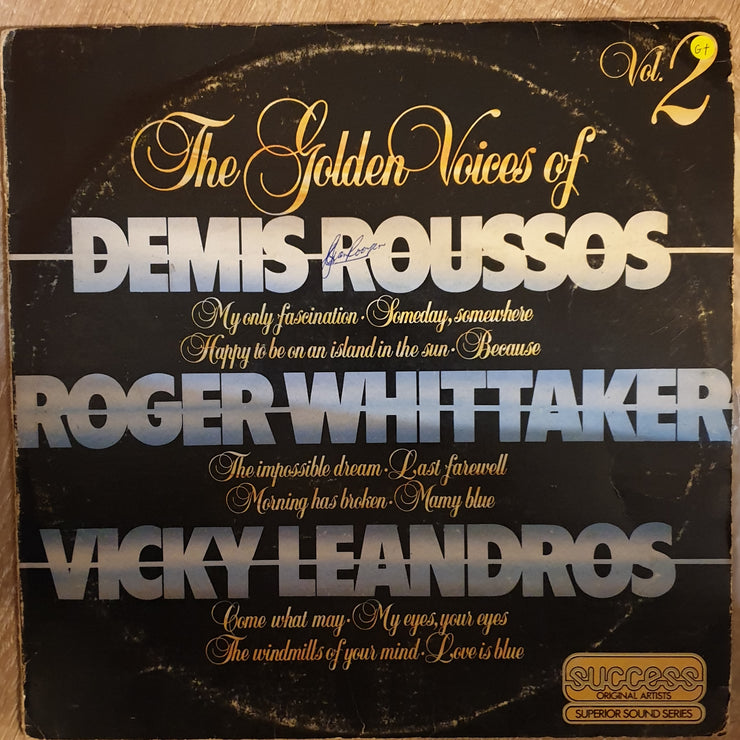 Vol. 2
G+
The Golden Voices of
DEMIS ROUSSOS
My only fascination · Someday, somewhere
Happy to be on an island in the sun · Because
ROGER WHITTAKER
The impossible dream · Last farewell
Morning has broken · Mamy blue
VICKY LEANDROS
Come what may · My eyes, your eyes
The windmills of your mind · Love is blue
success
ORIGINAL ARTISTS
SUPERIOR SOUND SERIES